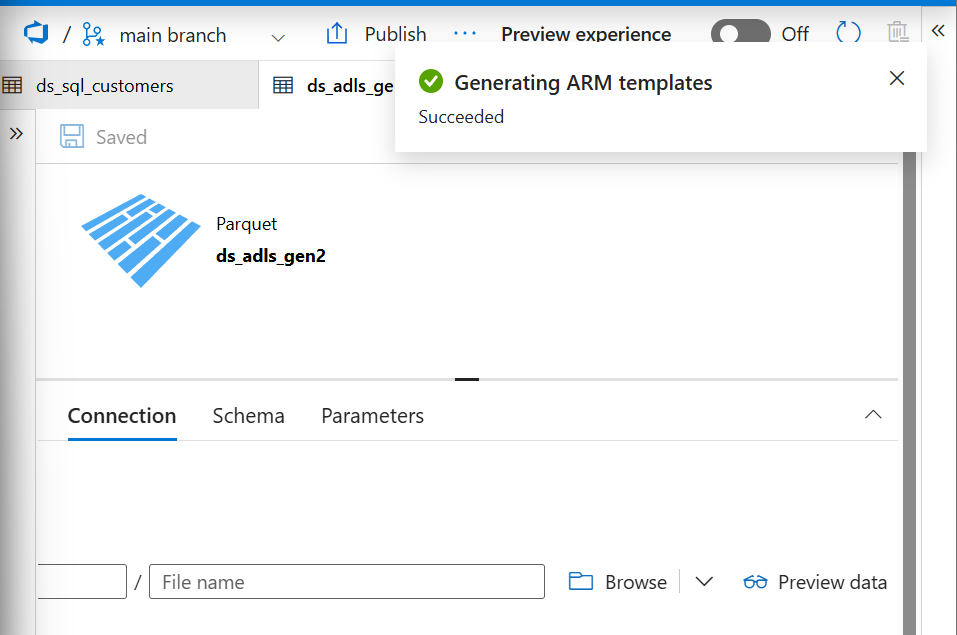 / main branch Publish ... Preview experience Off
ds_sql_customers ds_adls_ge
Generating ARM templates
Succeeded
Saved
Parquet
ds_adls_gen2
Connection Schema Parameters
/ File name Browse Preview data